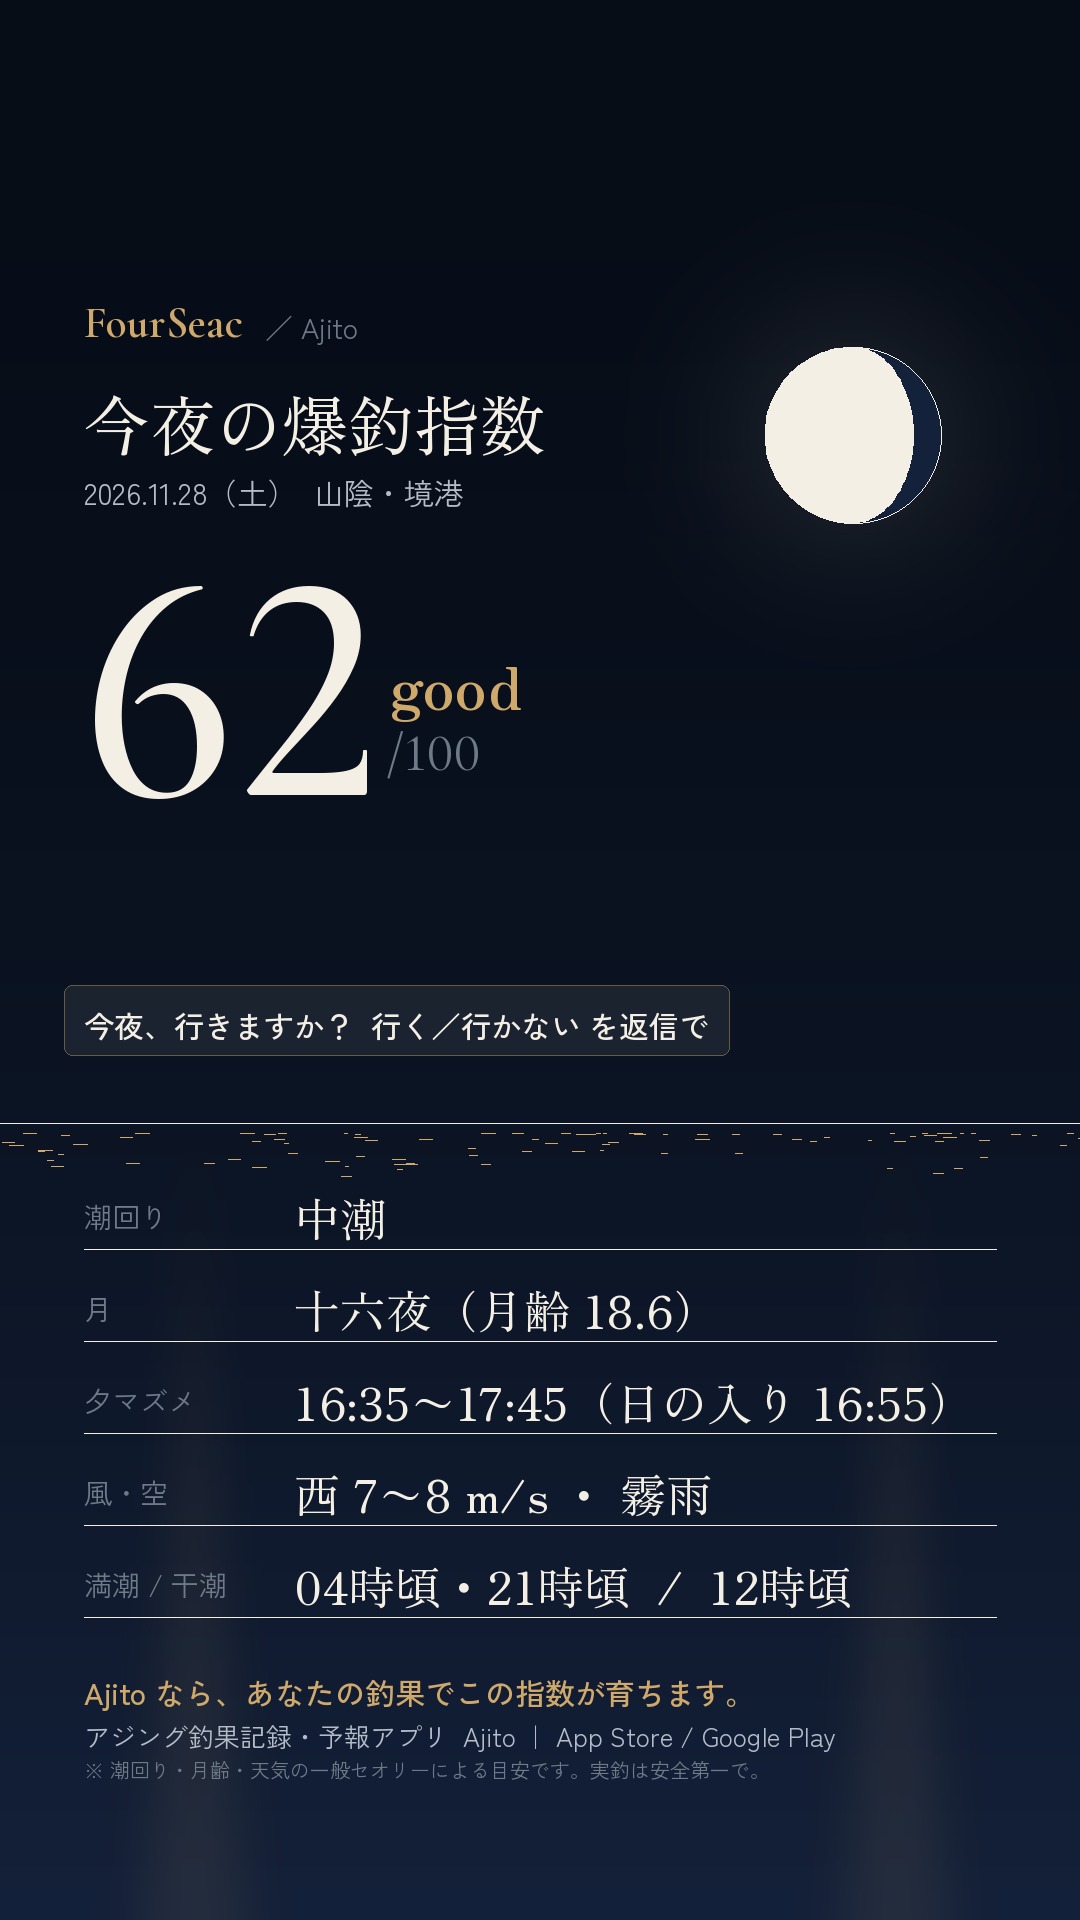 FourSeac ／ Ajito
今夜の爆釣指数
2026.11.28（土） 山陰・境港
62 good
/100
今夜、行きますか？ 行く／行かない を返信で
潮回り 中潮
月 十六夜（月齢 18.6）
夕マズメ 16:35〜17:45（日の入り 16:55）
風・空 西 7〜8 m/s ・ 霧雨
満潮 / 干潮 04時頃・21時頃 ／ 12時頃
Ajito なら、あなたの釣果でこの指数が育ちます。
アジング釣果記録・予報アプリ Ajito ｜ App Store / Google Play
※ 潮回り・月齢・天気の一般セオリーによる目安です。実釣は安全第一で。